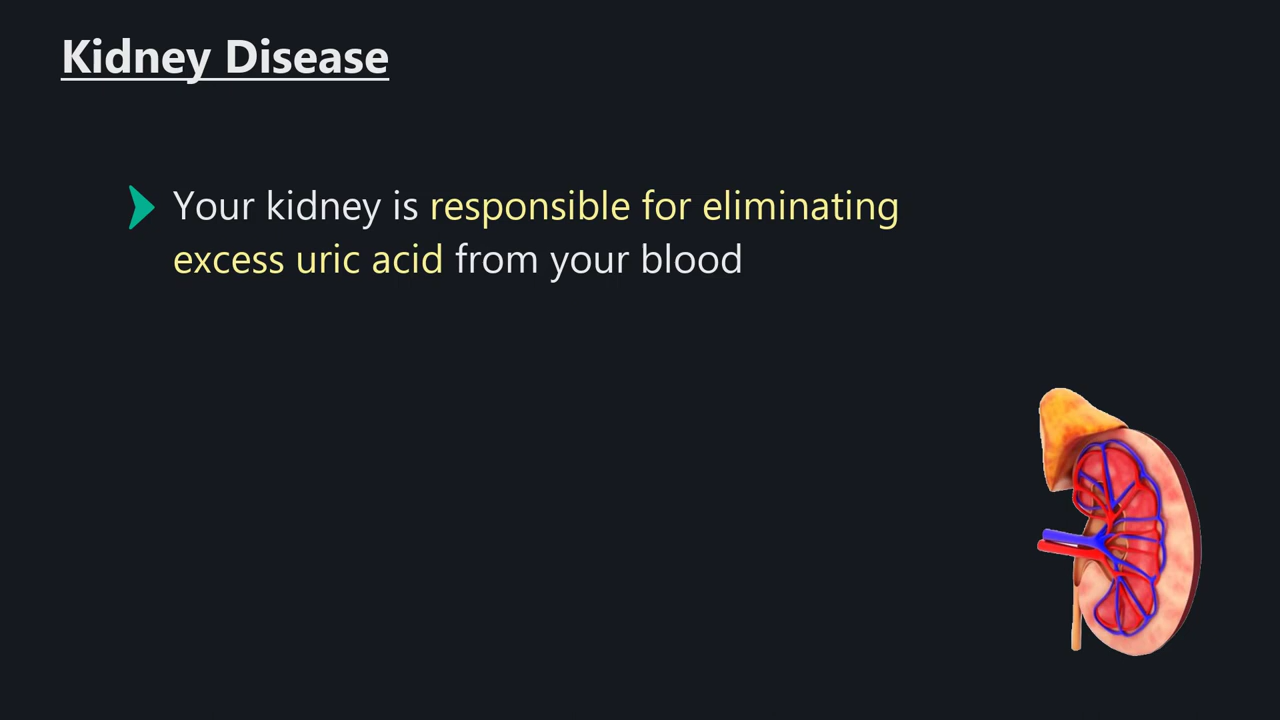 Kidney Disease
Your kidney is responsible for eliminating
excess uric acid from your blood